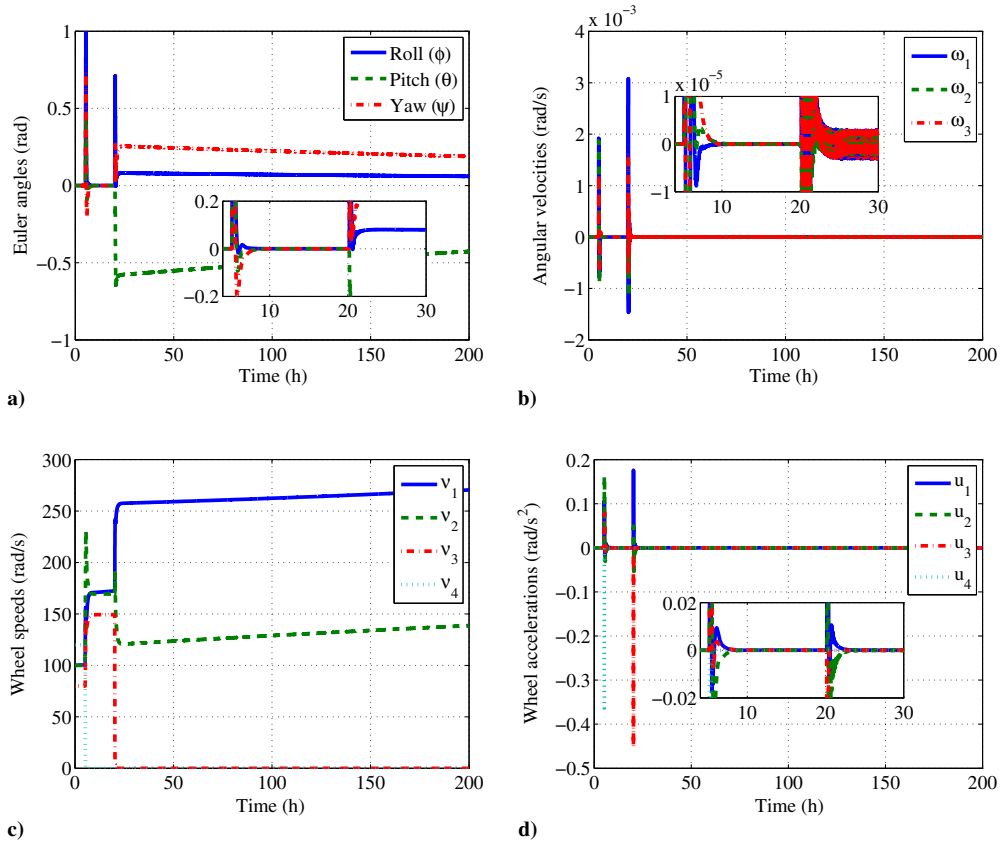 1
0.5
0
−0.5
−1
Euler angles (rad)
Roll (ϕ)
Pitch (θ)
Yaw (ψ)
0.2
0
−0.2
10
20
30
0
50
100
150
200
Time (h)
a)
x 10⁻³
4
3
2
1
0
−1
−2
Angular velocities (rad/s)
ω₁
ω₂
ω₃
x 10⁻⁵
1
0
−1
10
20
30
0
50
100
150
200
Time (h)
b)
300
250
200
150
100
50
0
Wheel speeds (rad/s)
ν₁
ν₂
ν₃
ν₄
0
50
100
150
200
Time (h)
c)
0.2
0.1
0
−0.1
−0.2
−0.3
−0.4
−0.5
Wheel accelerations (rad/s²)
u₁
u₂
u₃
u₄
0.02
0
−0.02
10
20
30
0
50
100
150
200
Time (h)
d)